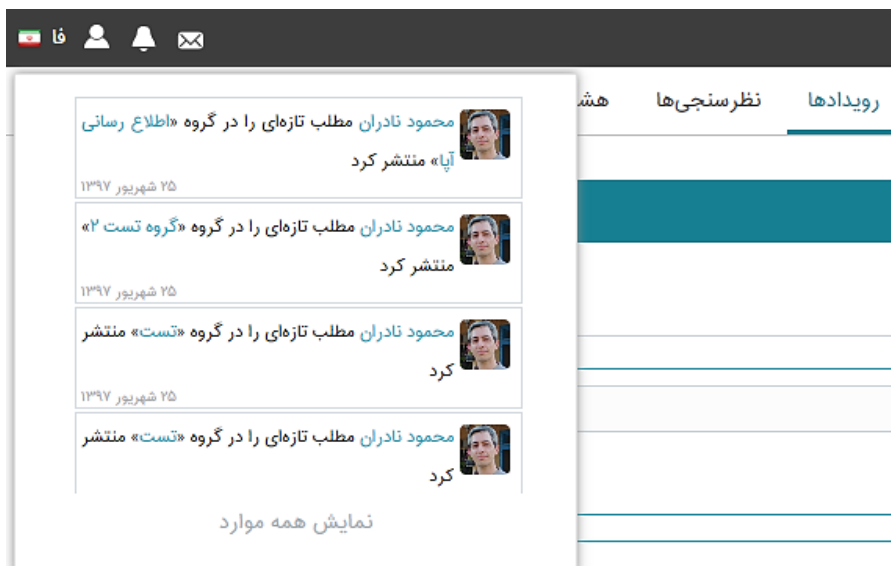 فا
رویدادها
نظرسنجی‌ها
هش
محمود نادران مطلب تازه‌ای را در گروه «اطلاع رسانی
آپا» منتشر کرد
۲۵ شهریور ۱۳۹۷
محمود نادران مطلب تازه‌ای را در گروه «گروه تست ۲»
منتشر کرد
۲۵ شهریور ۱۳۹۷
محمود نادران مطلب تازه‌ای را در گروه «تست» منتشر
کرد
۲۵ شهریور ۱۳۹۷
محمود نادران مطلب تازه‌ای را در گروه «تست» منتشر
کرد
نمایش همه موارد